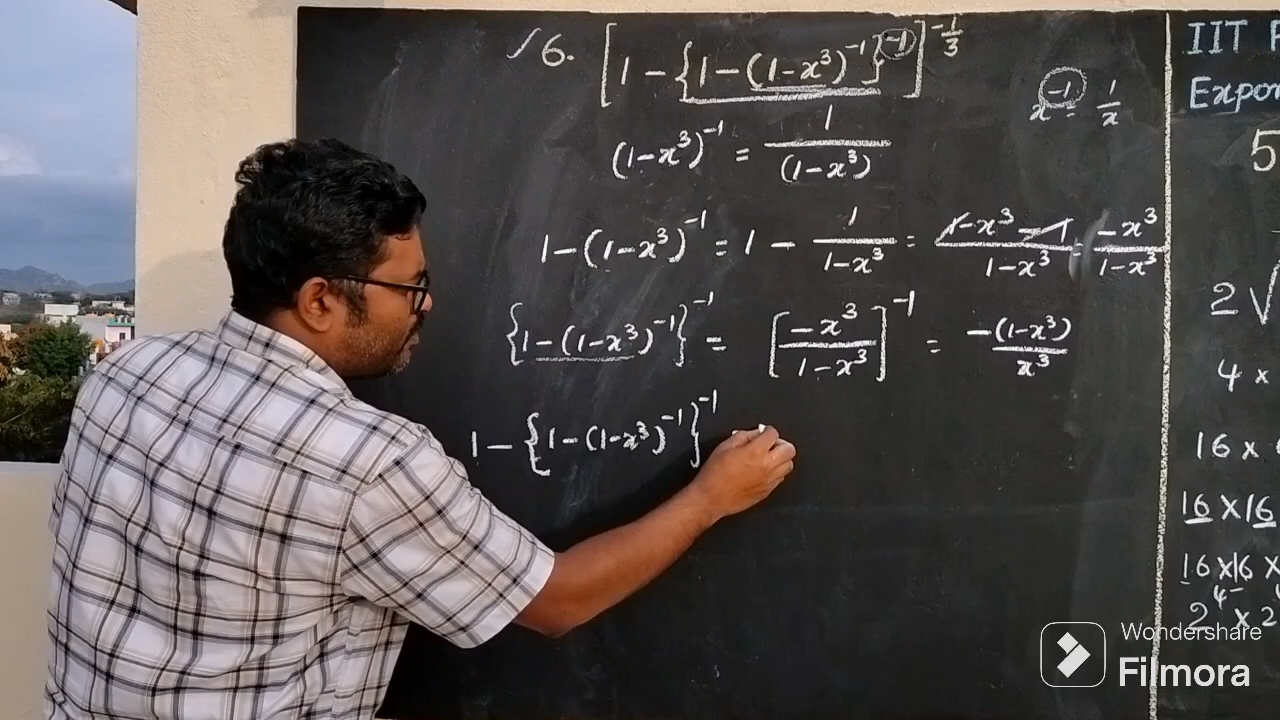 6. [1 - {1 - (1-x³)⁻¹}⁻¹]^(-1/3)
x⁻¹ = 1/x
(1-x³)⁻¹ = 1/(1-x³)
1 - (1-x³)⁻¹ = 1 - 1/(1-x³) = (1-x³-1)/(1-x³) = -x³/(1-x³)
{1 - (1-x³)⁻¹}⁻¹ = [-x³/(1-x³)]⁻¹ = -(1-x³)/x³
1 - {1 - (1-x³)⁻¹}⁻¹
IIT
5
2√
4 ×
16 ×
16 × 16
16 × 16 ×
2⁴ × 2
Wondershare
Filmora